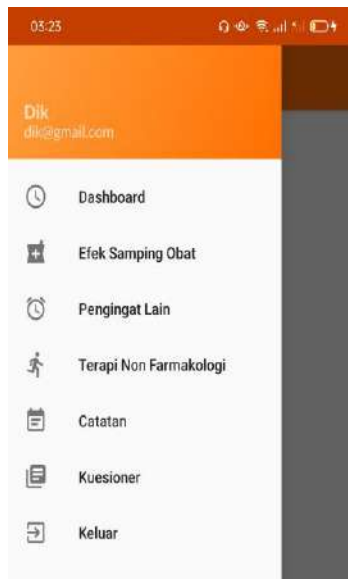 03:23
Dik
dik@gmail.com
Dashboard
Efek Samping Obat
Pengingat Lain
Terapi Non Farmakologi
Catatan
Kuesioner
Keluar